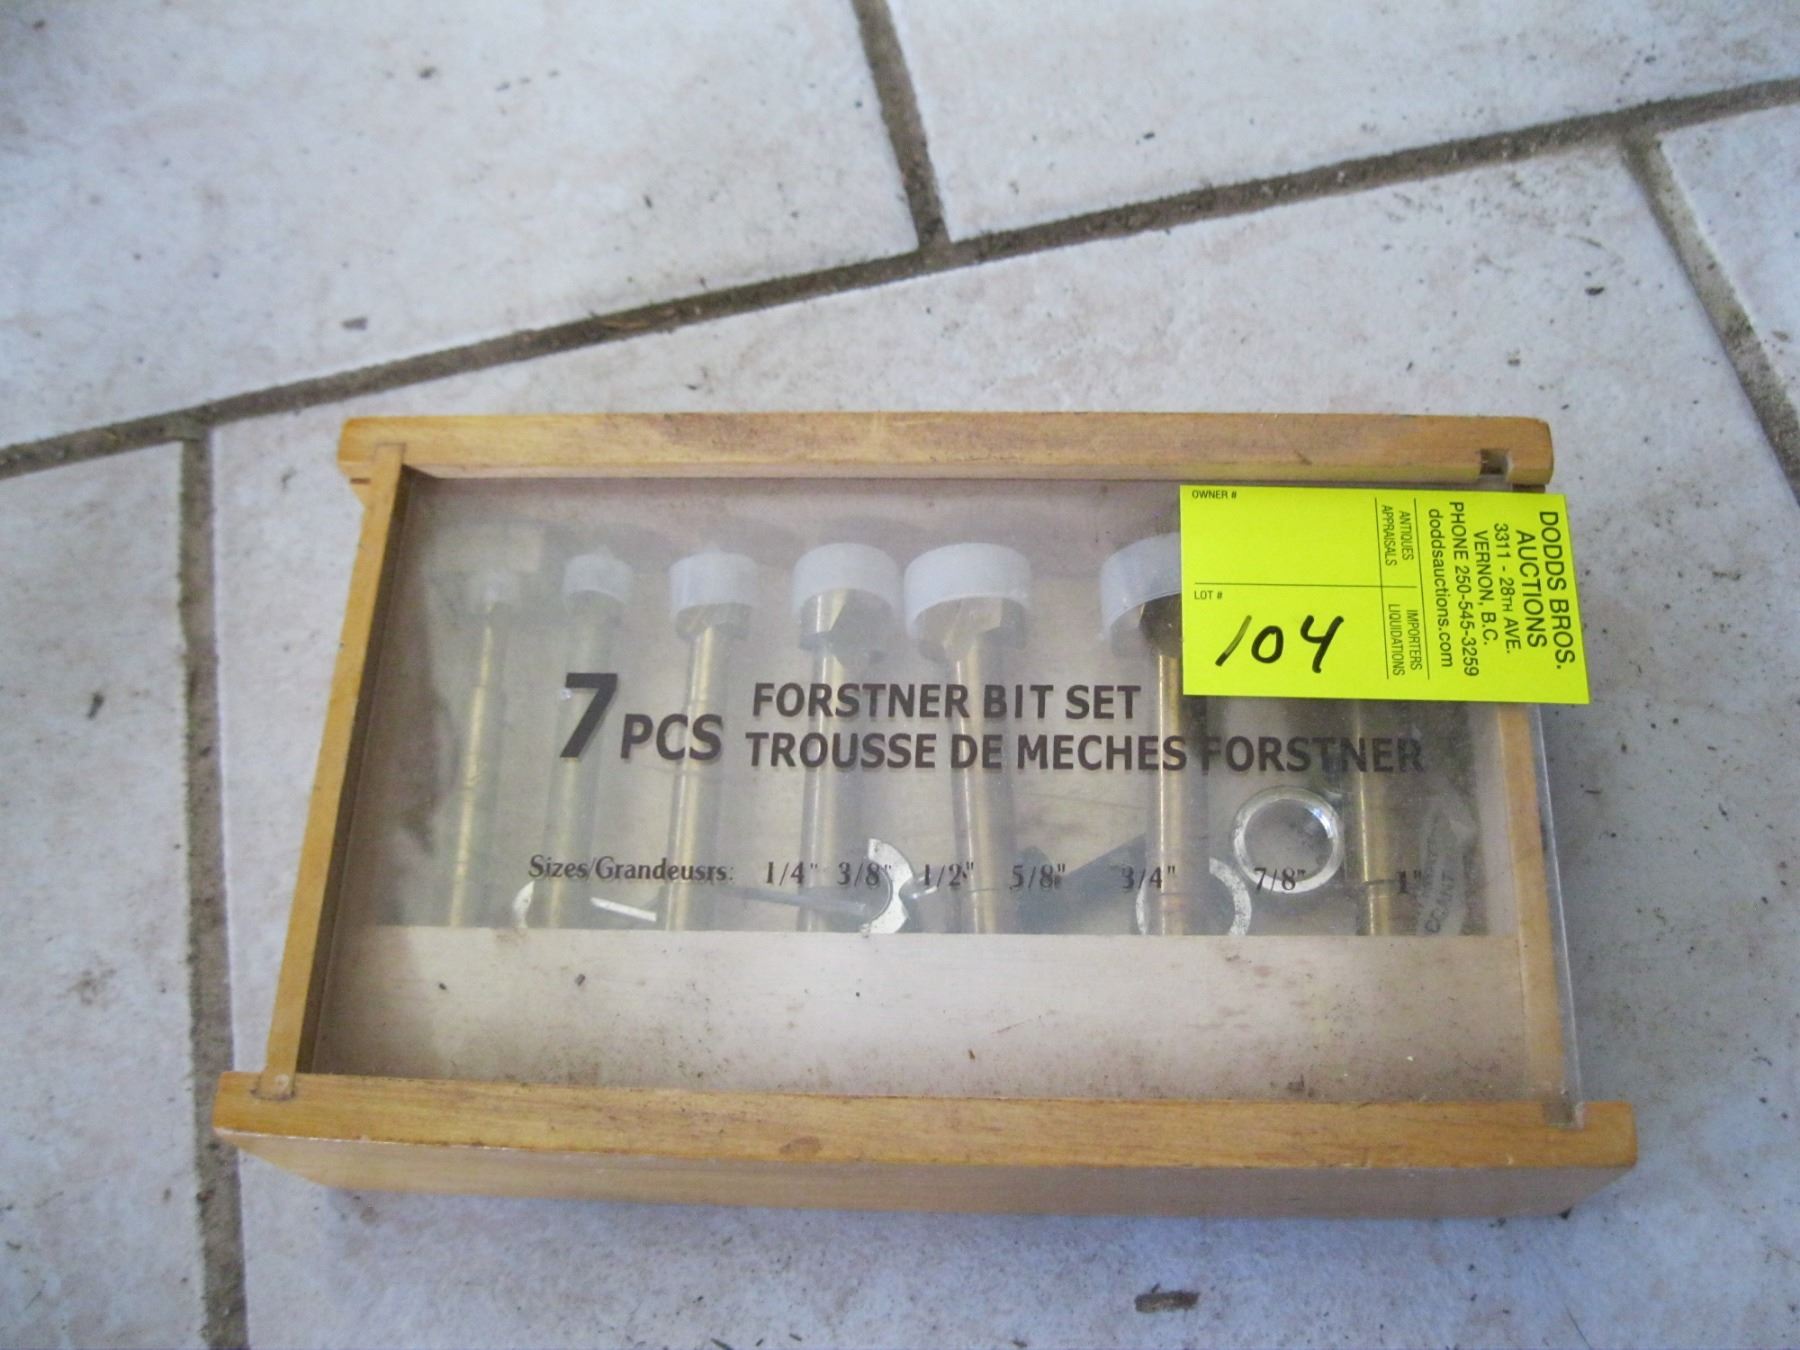 7 PCS
FORSTNER BIT SET
TROUSSE DE MECHES FORSTNER
Sizes/Grandeusrs: 1/4" 3/8" 1/2" 5/8" 3/4" 7/8" 1"
OWNER #
LOT #
104
DODDS BROS.
AUCTIONS
3311 - 28TH AVE.
VERNON, B.C.
PHONE 250-545-3259
doddsauctions.com
ANTIQUES
APPRAISALS
IMPORTERS
LIQUIDATIONS